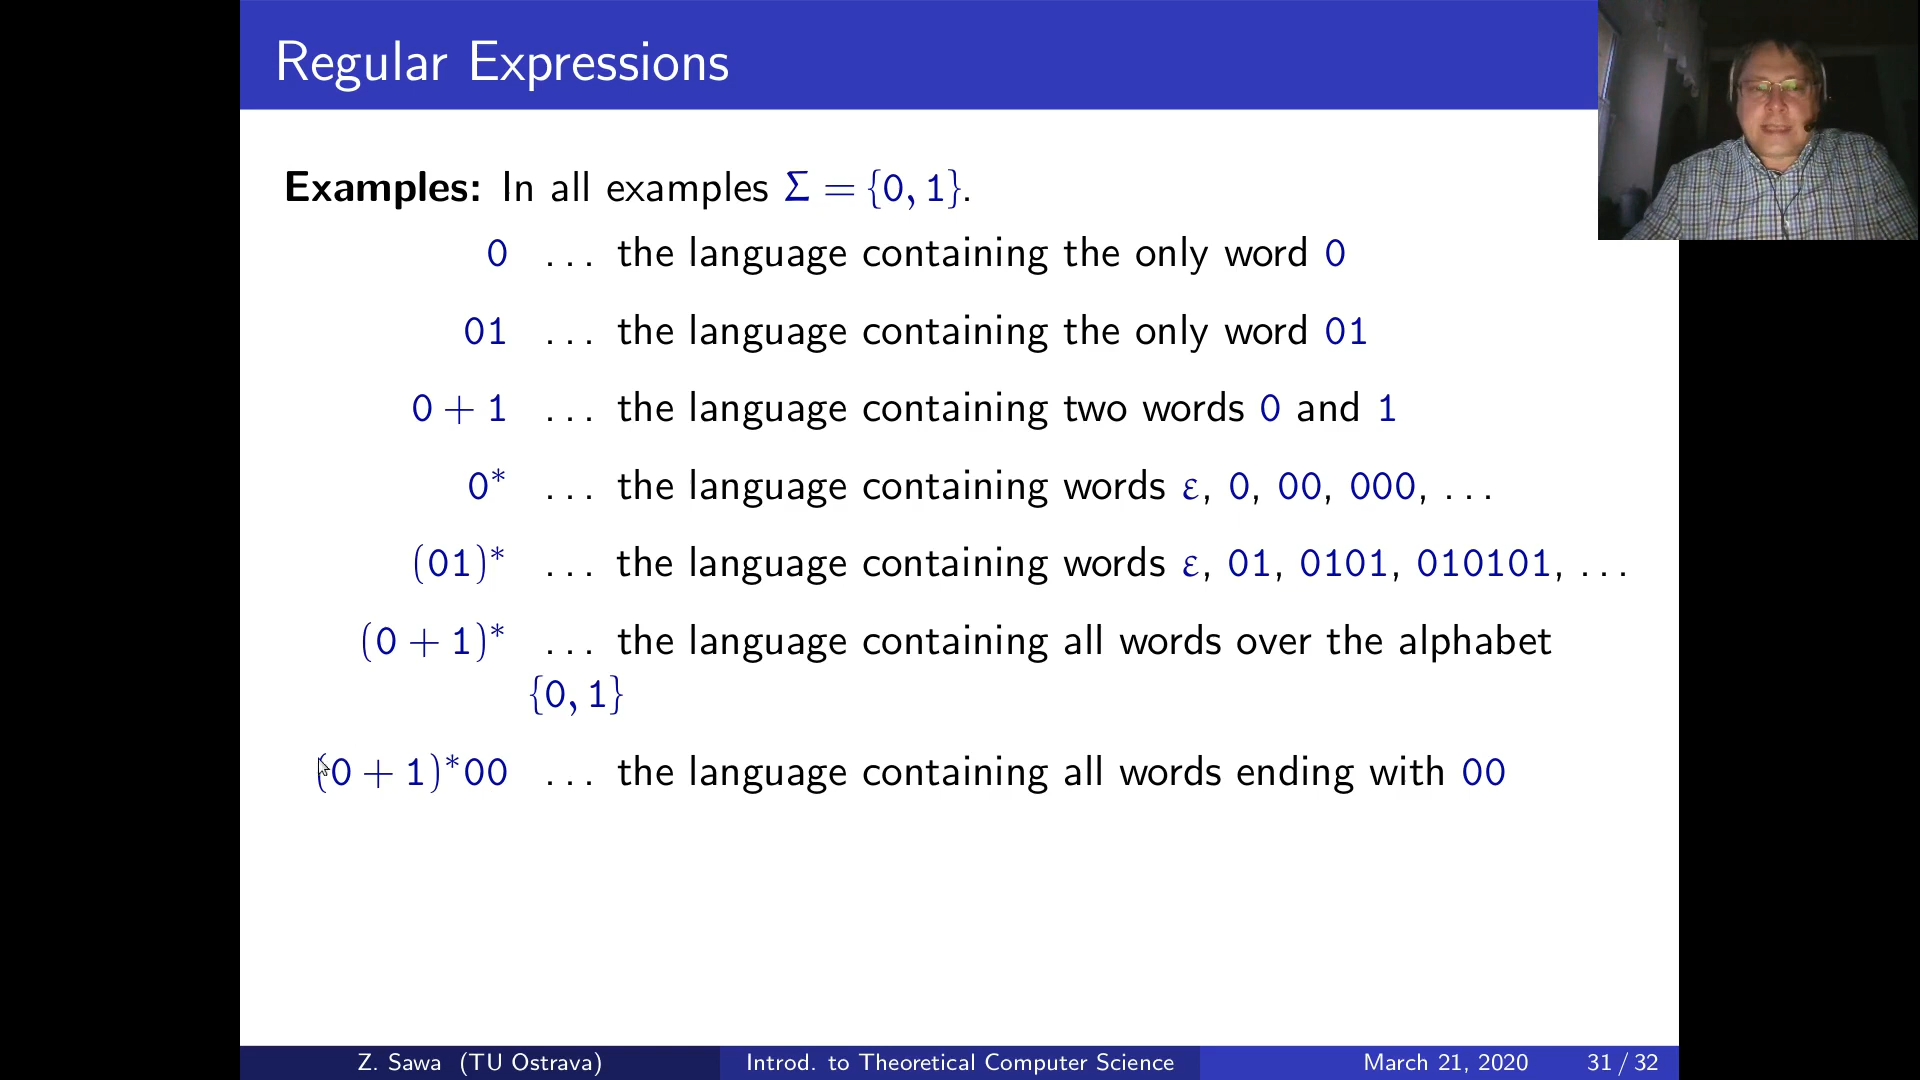 Regular Expressions
Examples: In all examples Σ = {0, 1}.
0 ... the language containing the only word 0
01 ... the language containing the only word 01
0 + 1 ... the language containing two words 0 and 1
0* ... the language containing words ε, 0, 00, 000, ...
(01)* ... the language containing words ε, 01, 0101, 010101, ...
(0 + 1)* ... the language containing all words over the alphabet
{0, 1}
(0 + 1)*00 ... the language containing all words ending with 00
Z. Sawa (TU Ostrava) Introd. to Theoretical Computer Science March 21, 2020 31 / 32